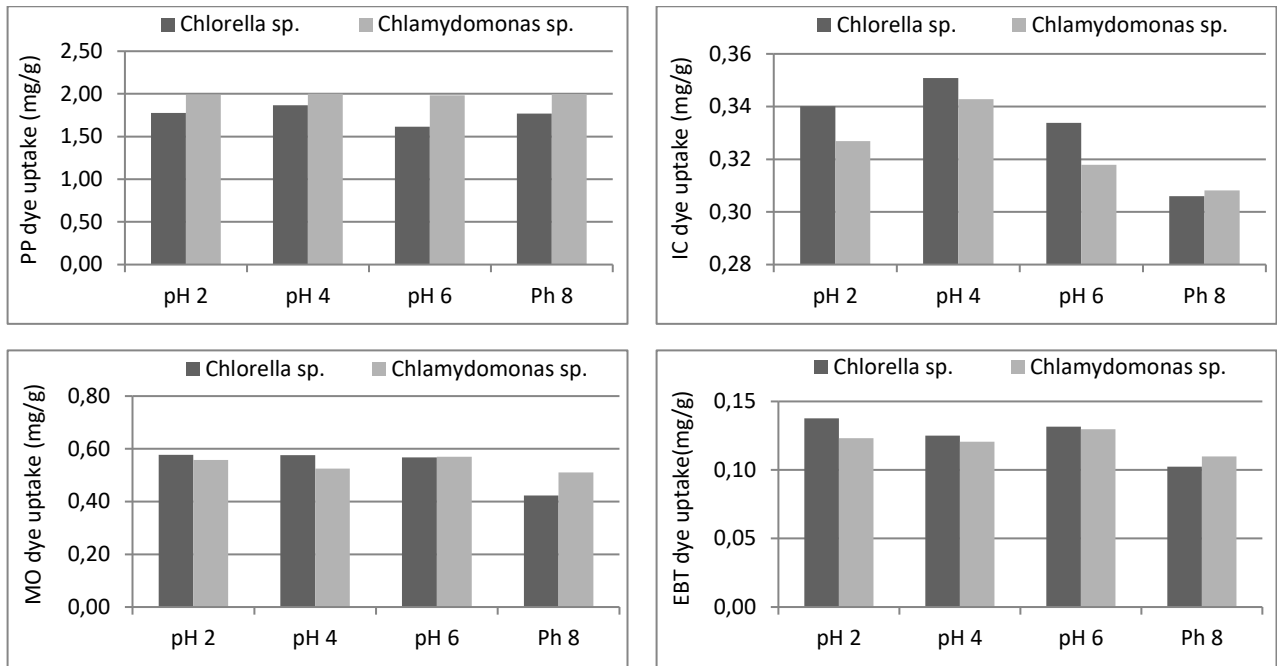 Chlorella sp. Chlamydomonas sp.
PP dye uptake (mg/g)
2,50
2,00
1,50
1,00
0,50
0,00
pH 2 pH 4 pH 6 Ph 8
Chlorella sp. Chlamydomonas sp.
IC dye uptake (mg/g)
0,36
0,34
0,32
0,30
0,28
pH 2 pH 4 pH 6 Ph 8
Chlorella sp. Chlamydomonas sp.
MO dye uptake (mg/g)
0,80
0,60
0,40
0,20
0,00
pH 2 pH 4 pH 6 Ph 8
Chlorella sp. Chlamydomonas sp.
EBT dye uptake(mg/g)
0,15
0,10
0,05
0,00
pH 2 pH 4 pH 6 Ph 8